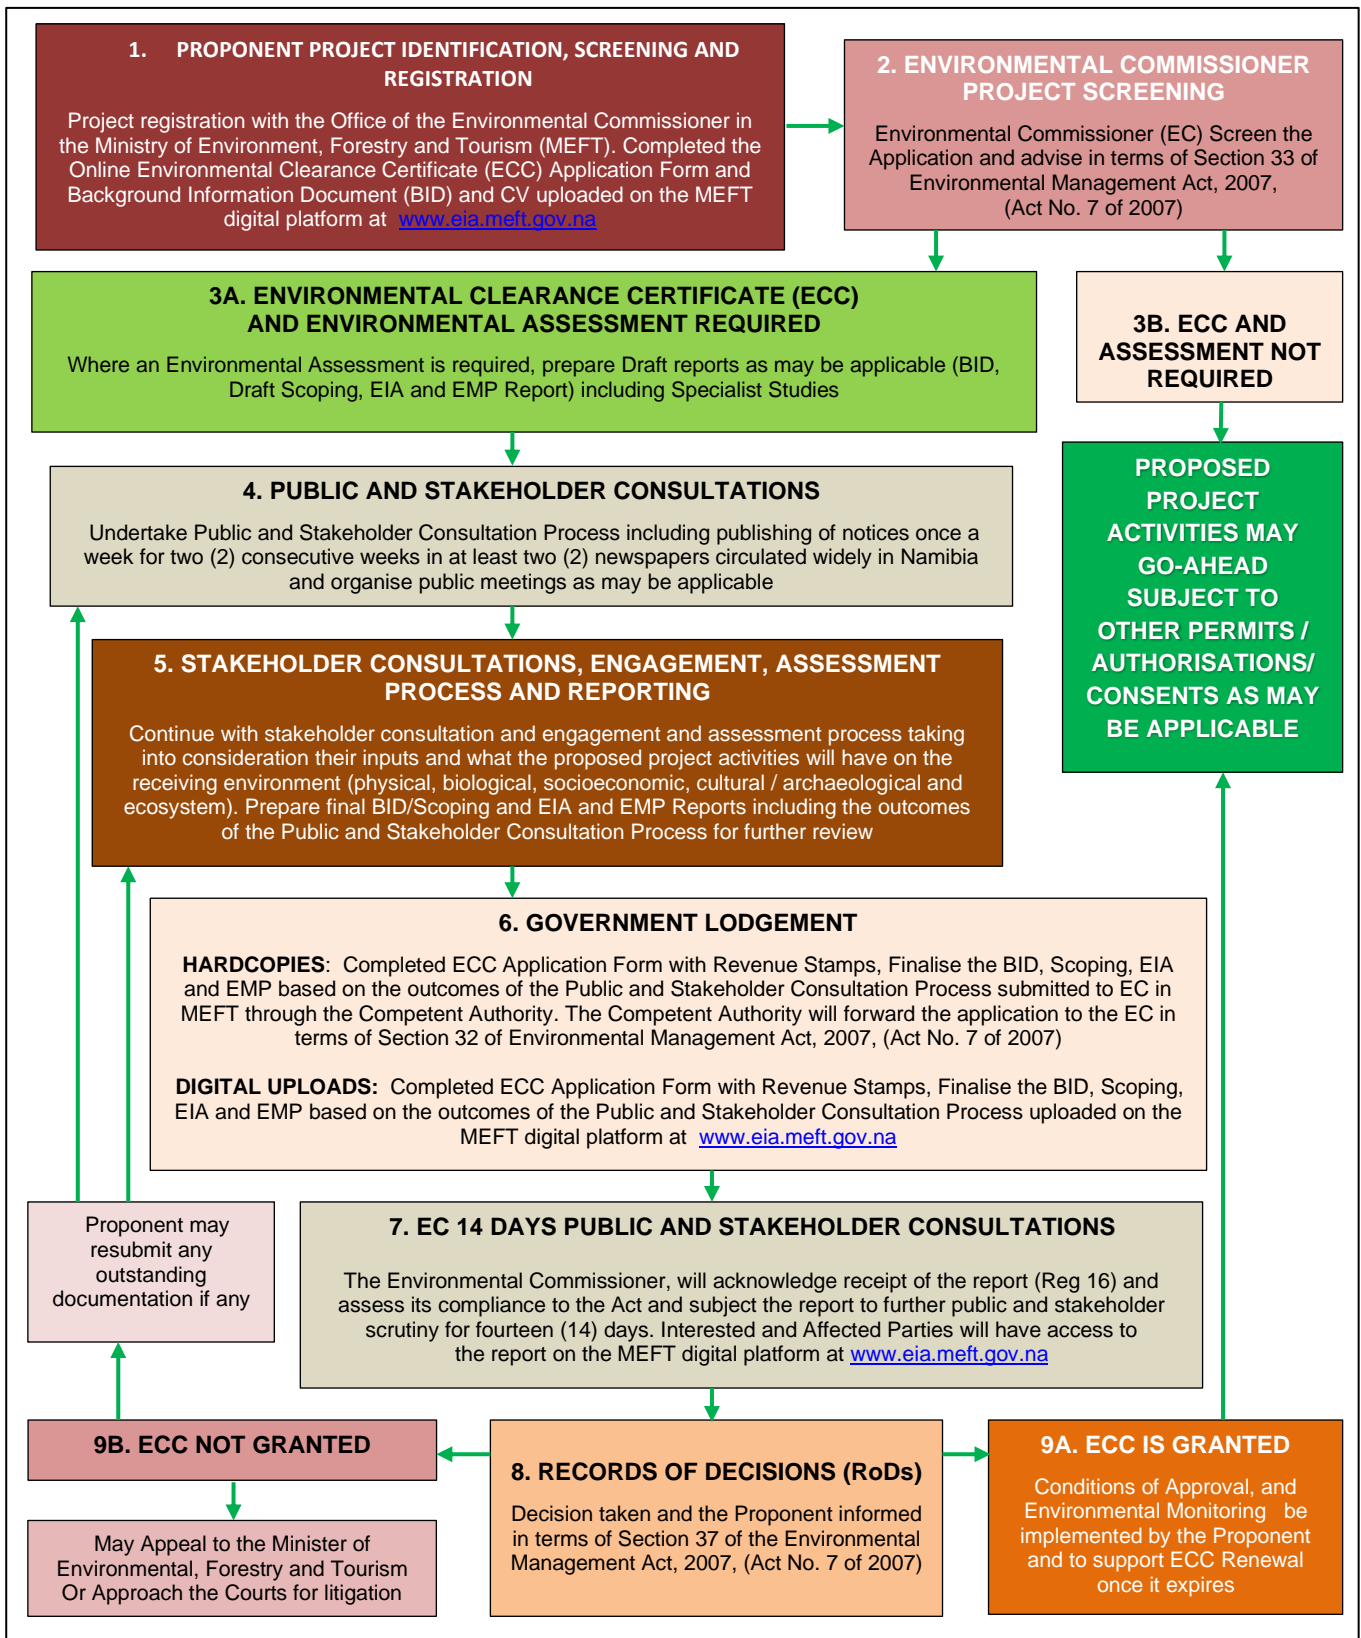 1. PROPONENT PROJECT IDENTIFICATION, SCREENING AND
REGISTRATION
Project registration with the Office of the Environmental Commissioner in
the Ministry of Environment, Forestry and Tourism (MEFT). Completed the
Online Environmental Clearance Certificate (ECC) Application Form and
Background Information Document (BID) and CV uploaded on the MEFT
digital platform at www.eia.meft.gov.na
2. ENVIRONMENTAL COMMISSIONER
PROJECT SCREENING
Environmental Commissioner (EC) Screen the
Application and advise in terms of Section 33 of
Environmental Management Act, 2007,
(Act No. 7 of 2007)
3A. ENVIRONMENTAL CLEARANCE CERTIFICATE (ECC)
AND ENVIRONMENTAL ASSESSMENT REQUIRED
Where an Environmental Assessment is required, prepare Draft reports as may be applicable (BID,
Draft Scoping, EIA and EMP Report) including Specialist Studies
3B. ECC AND
ASSESSMENT NOT
REQUIRED
PROPOSED
PROJECT
ACTIVITIES MAY
GO-AHEAD
SUBJECT TO
OTHER PERMITS /
AUTHORISATIONS/
CONSENTS AS MAY
BE APPLICABLE
4. PUBLIC AND STAKEHOLDER CONSULTATIONS
Undertake Public and Stakeholder Consultation Process including publishing of notices once a
week for two (2) consecutive weeks in at least two (2) newspapers circulated widely in Namibia
and organise public meetings as may be applicable
5. STAKEHOLDER CONSULTATIONS, ENGAGEMENT, ASSESSMENT
PROCESS AND REPORTING
Continue with stakeholder consultation and engagement and assessment process taking
into consideration their inputs and what the proposed project activities will have on the
receiving environment (physical, biological, socioeconomic, cultural / archaeological and
ecosystem). Prepare final BID/Scoping and EIA and EMP Reports including the outcomes
of the Public and Stakeholder Consultation Process for further review
6. GOVERNMENT LODGEMENT
HARDCOPIES: Completed ECC Application Form with Revenue Stamps, Finalise the BID, Scoping, EIA
and EMP based on the outcomes of the Public and Stakeholder Consultation Process submitted to EC in
MEFT through the Competent Authority. The Competent Authority will forward the application to the EC in
terms of Section 32 of Environmental Management Act, 2007, (Act No. 7 of 2007)
DIGITAL UPLOADS: Completed ECC Application Form with Revenue Stamps, Finalise the BID, Scoping,
EIA and EMP based on the outcomes of the Public and Stakeholder Consultation Process uploaded on the
MEFT digital platform at www.eia.meft.gov.na
Proponent may
resubmit any
outstanding
documentation if any
7. EC 14 DAYS PUBLIC AND STAKEHOLDER CONSULTATIONS
The Environmental Commissioner, will acknowledge receipt of the report (Reg 16) and
assess its compliance to the Act and subject the report to further public and stakeholder
scrutiny for fourteen (14) days. Interested and Affected Parties will have access to
the report on the MEFT digital platform at www.eia.meft.gov.na
9B. ECC NOT GRANTED
May Appeal to the Minister of
Environmental, Forestry and Tourism
Or Approach the Courts for litigation
8. RECORDS OF DECISIONS (RoDs)
Decision taken and the Proponent informed
in terms of Section 37 of the Environmental
Management Act, 2007, (Act No. 7 of 2007)
9A. ECC IS GRANTED
Conditions of Approval, and
Environmental Monitoring be
implemented by the Proponent
and to support ECC Renewal
once it expires